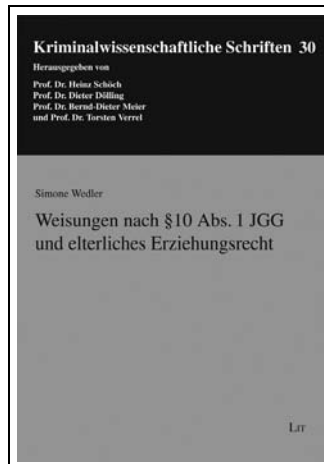 Kriminalwissenschaftliche Schriften 30
Herausgegeben von
Prof. Dr. Heinz Schöch
Prof. Dr. Dieter Dölling
Prof. Dr. Bernd-Dieter Meier
und Prof. Dr. Torsten Verrel
Simone Wedler
Weisungen nach §10 Abs. 1 JGG
und elterliches Erziehungsrecht
LIT